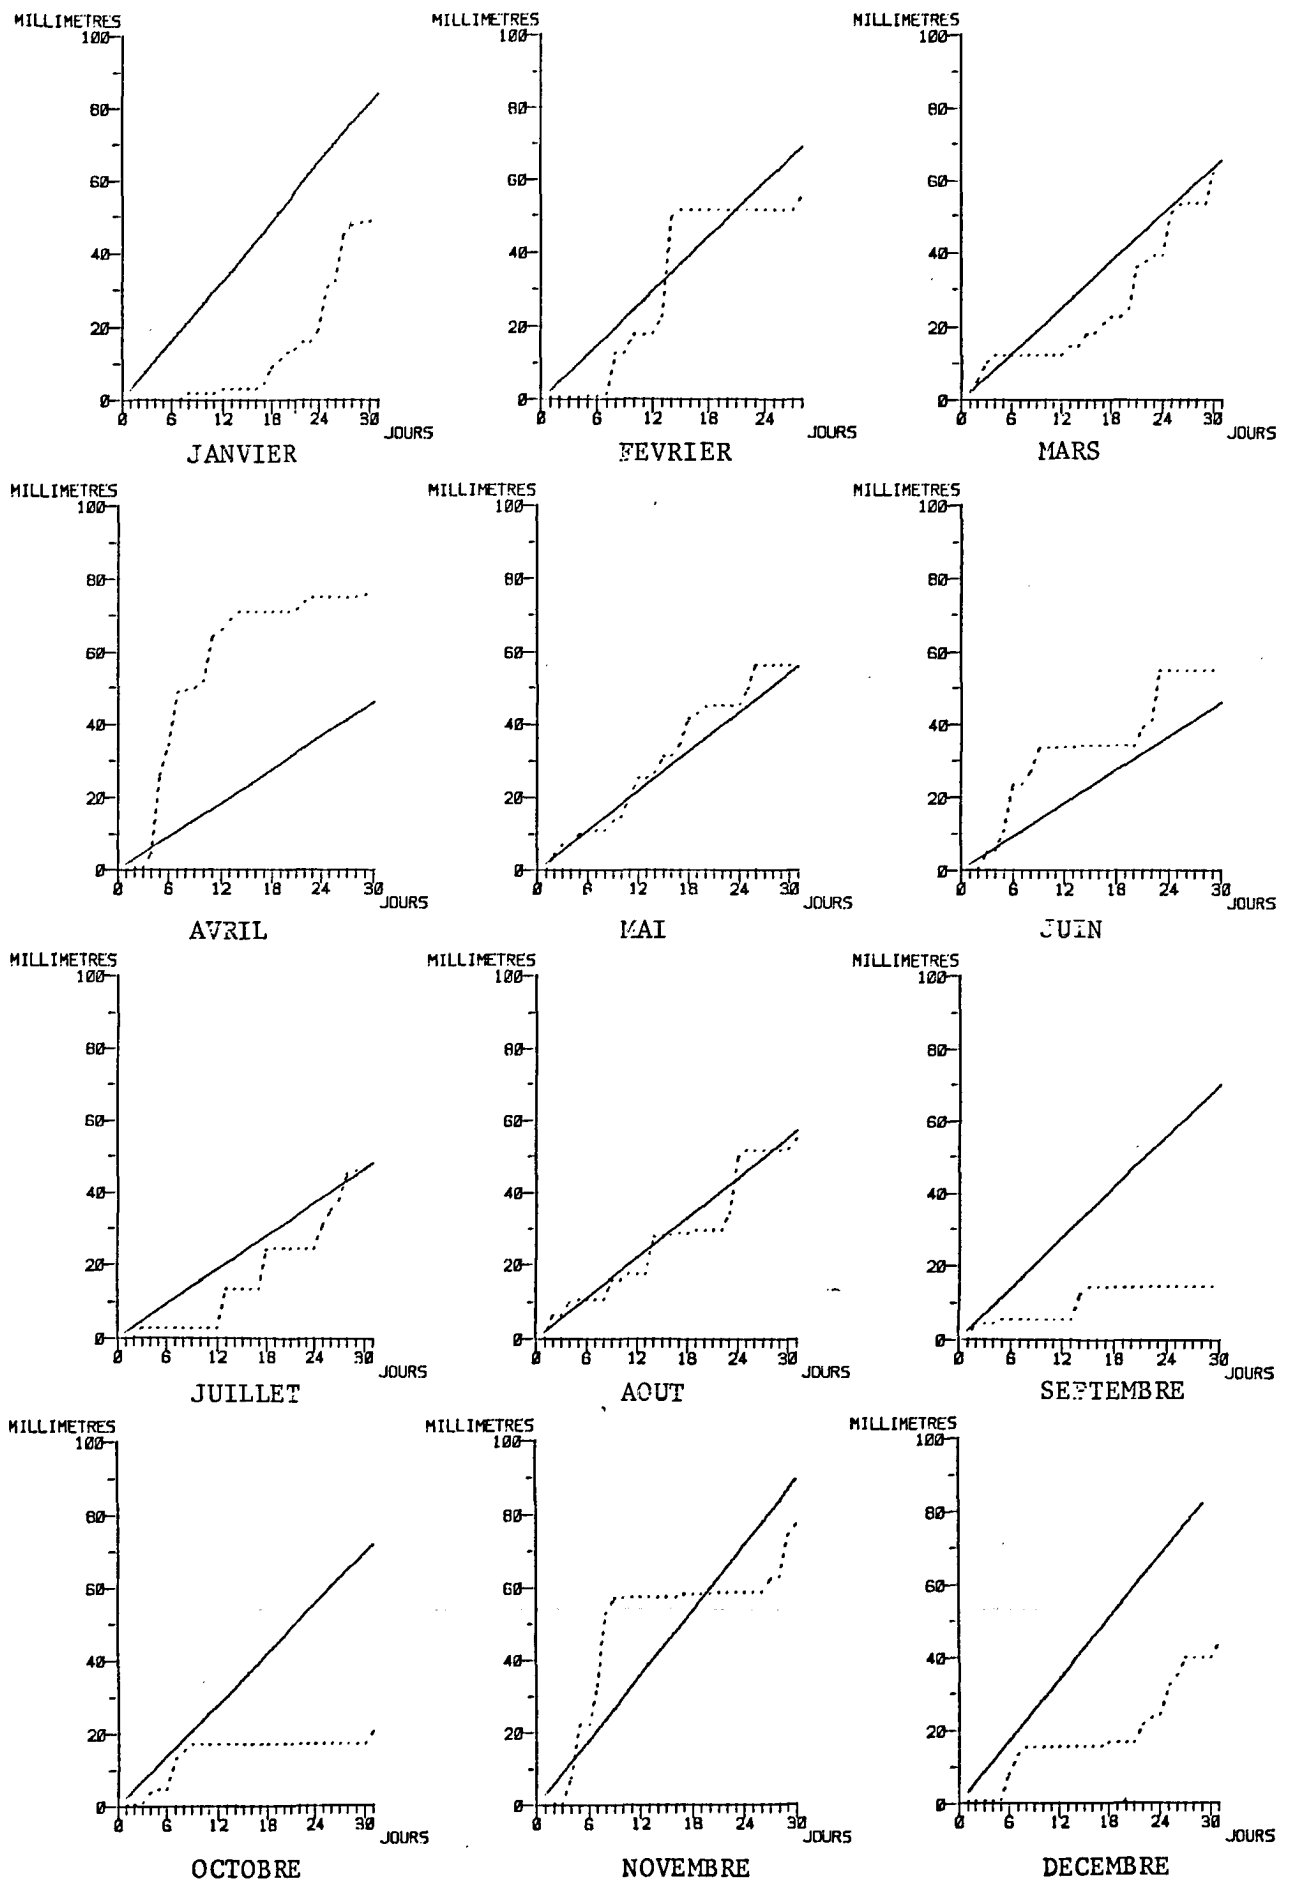 MILLIMETRES MILLIMETRES MILLIMETRES
100 100 100
80 80 80
60 60 60
40 40 40
20 20 20
0 0 0
0 6 12 18 24 30 0 6 12 18 24 0 6 12 18 24 30
JOURS JOURS JOURS
JANVIER FEVRIER MARS
MILLIMETRES MILLIMETRES MILLIMETRES
100 100 100
80 80 80
60 60 60
40 40 40
20 20 20
0 0 0
0 6 12 18 24 30 0 6 12 18 24 30 0 6 12 18 24 30
JOURS JOURS JOURS
AVRIL MAI JUIN
MILLIMETRES MILLIMETRES MILLIMETRES
100 100 100
80 80 80
60 60 60
40 40 40
20 20 20
0 0 0
0 6 12 18 24 30 0 6 12 18 24 30 0 6 12 18 24 30
JOURS JOURS JOURS
JUILLET AOUT SEPTEMBRE
MILLIMETRES MILLIMETRES MILLIMETRES
100 100 100
80 80 80
60 60 60
40 40 40
20 20 20
0 0 0
0 6 12 18 24 30 0 6 12 18 24 30 0 6 12 18 24 30
JOURS JOURS JOURS
OCTOBRE NOVEMBRE DECEMBRE